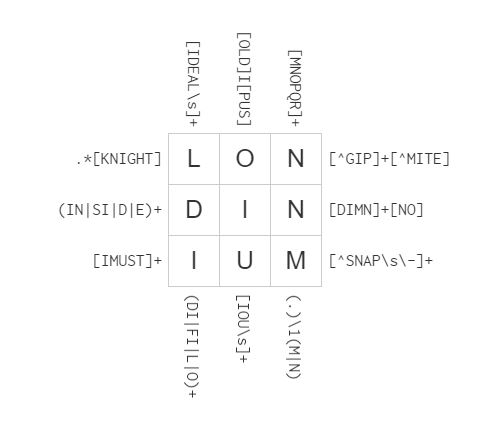 [IDEAL\s]+ [OLD]I[PUS] [MNOPQR]+
.*[KNIGHT] L O N [^GIP]+[^MITE]
(IN|SI|D|E)+ D I N [DIMN]+[NO]
[IMUST]+ I U M [^SNAP\s\-]+
(DI|FI|L|O)+ [IOU\s]+ (.)\1(M|N)